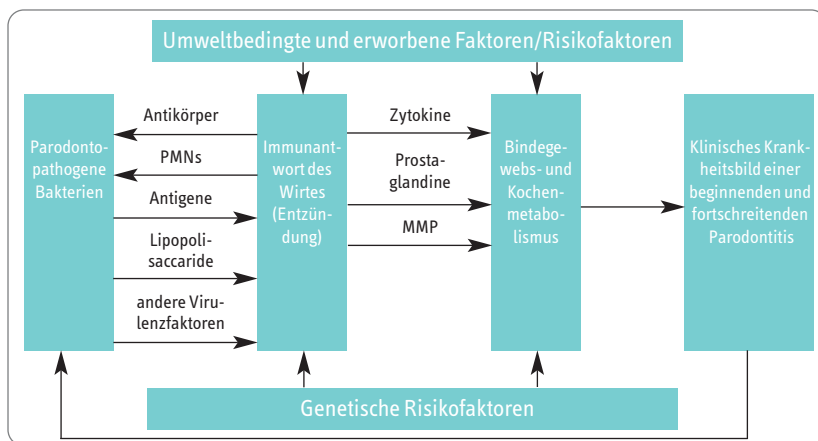 Umweltbedingte und erworbene Faktoren/Risikofaktoren
Parodonto-
pathogene
Bakterien
Antikörper
PMNs
Antigene
Lipopoli-
saccaride
andere Viru-
lenzfaktoren
Immunant-
wort des
Wirtes
(Entzün-
dung)
Zytokine
Prosta-
glandine
MMP
Bindege-
webs- und
Kochen-
metabo-
lismus
Klinisches Krank-
heitsbild einer
beginnenden und
fortschreitenden
Parodontitis
Genetische Risikofaktoren